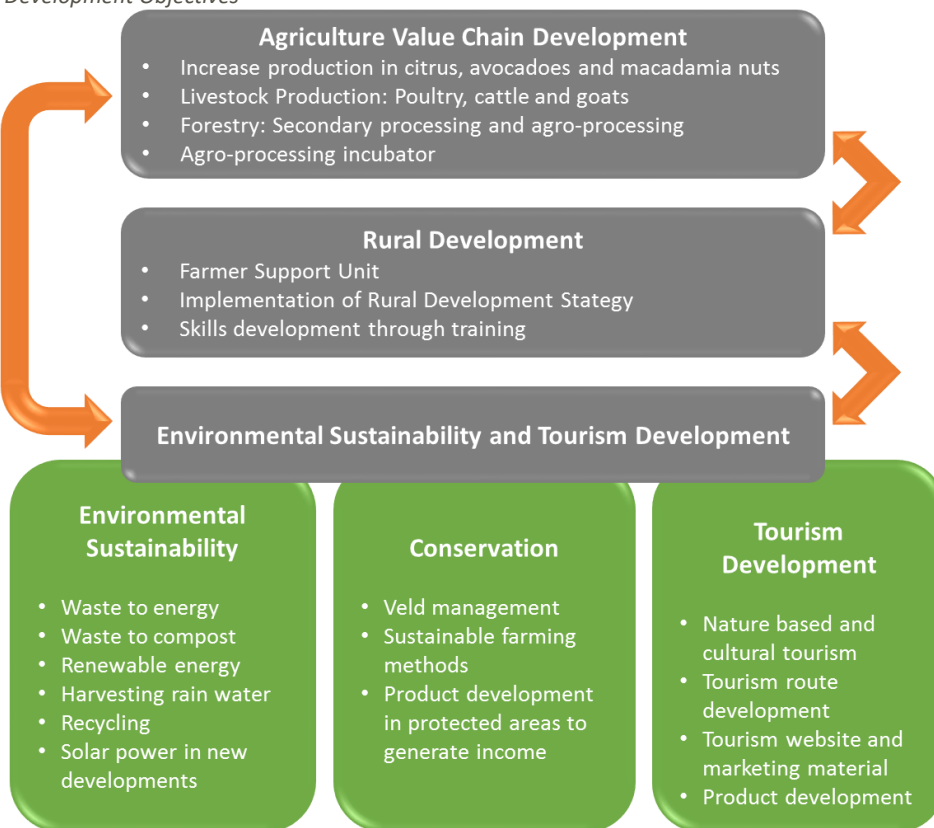 Development Objectives
Agriculture Value Chain Development
• Increase production in citrus, avocadoes and macadamia nuts
• Livestock Production: Poultry, cattle and goats
• Forestry: Secondary processing and agro-processing
• Agro-processing incubator
Rural Development
• Farmer Support Unit
• Implementation of Rural Development Stategy
• Skills development through training
Environmental Sustainability and Tourism Development
Environmental
Sustainability
• Waste to energy
• Waste to compost
• Renewable energy
• Harvesting rain water
• Recycling
• Solar power in new
developments
Conservation
• Veld management
• Sustainable farming
methods
• Product development
in protected areas to
generate income
Tourism
Development
• Nature based and
cultural tourism
• Tourism route
development
• Tourism website and
marketing material
• Product development